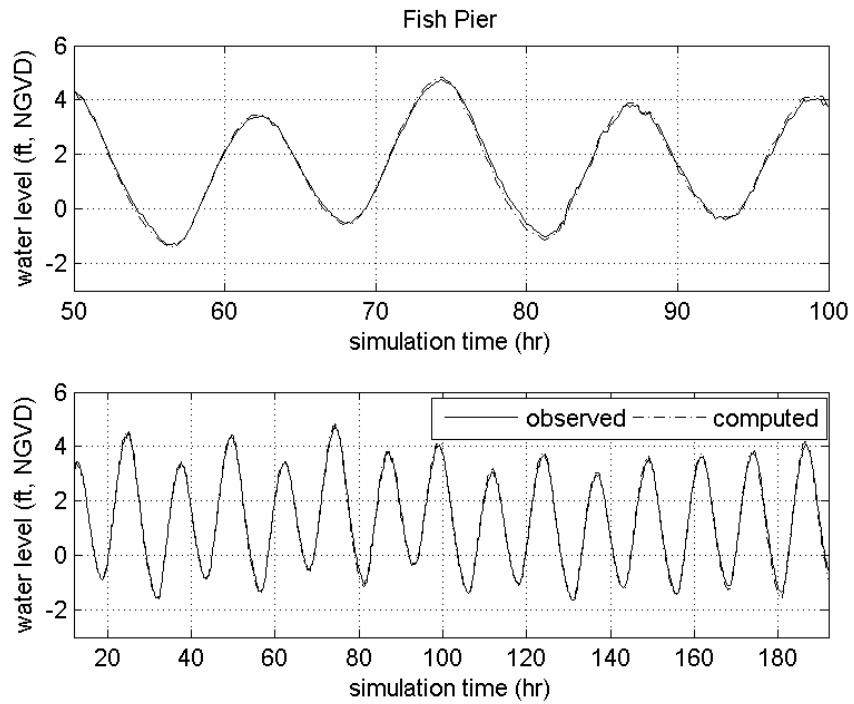 Fish Pier
water level (ft, NGVD)
6
4
2
0
-2
50 60 70 80 90 100
simulation time (hr)
water level (ft, NGVD)
6
4
2
0
-2
observed computed
20 40 60 80 100 120 140 160 180
simulation time (hr)